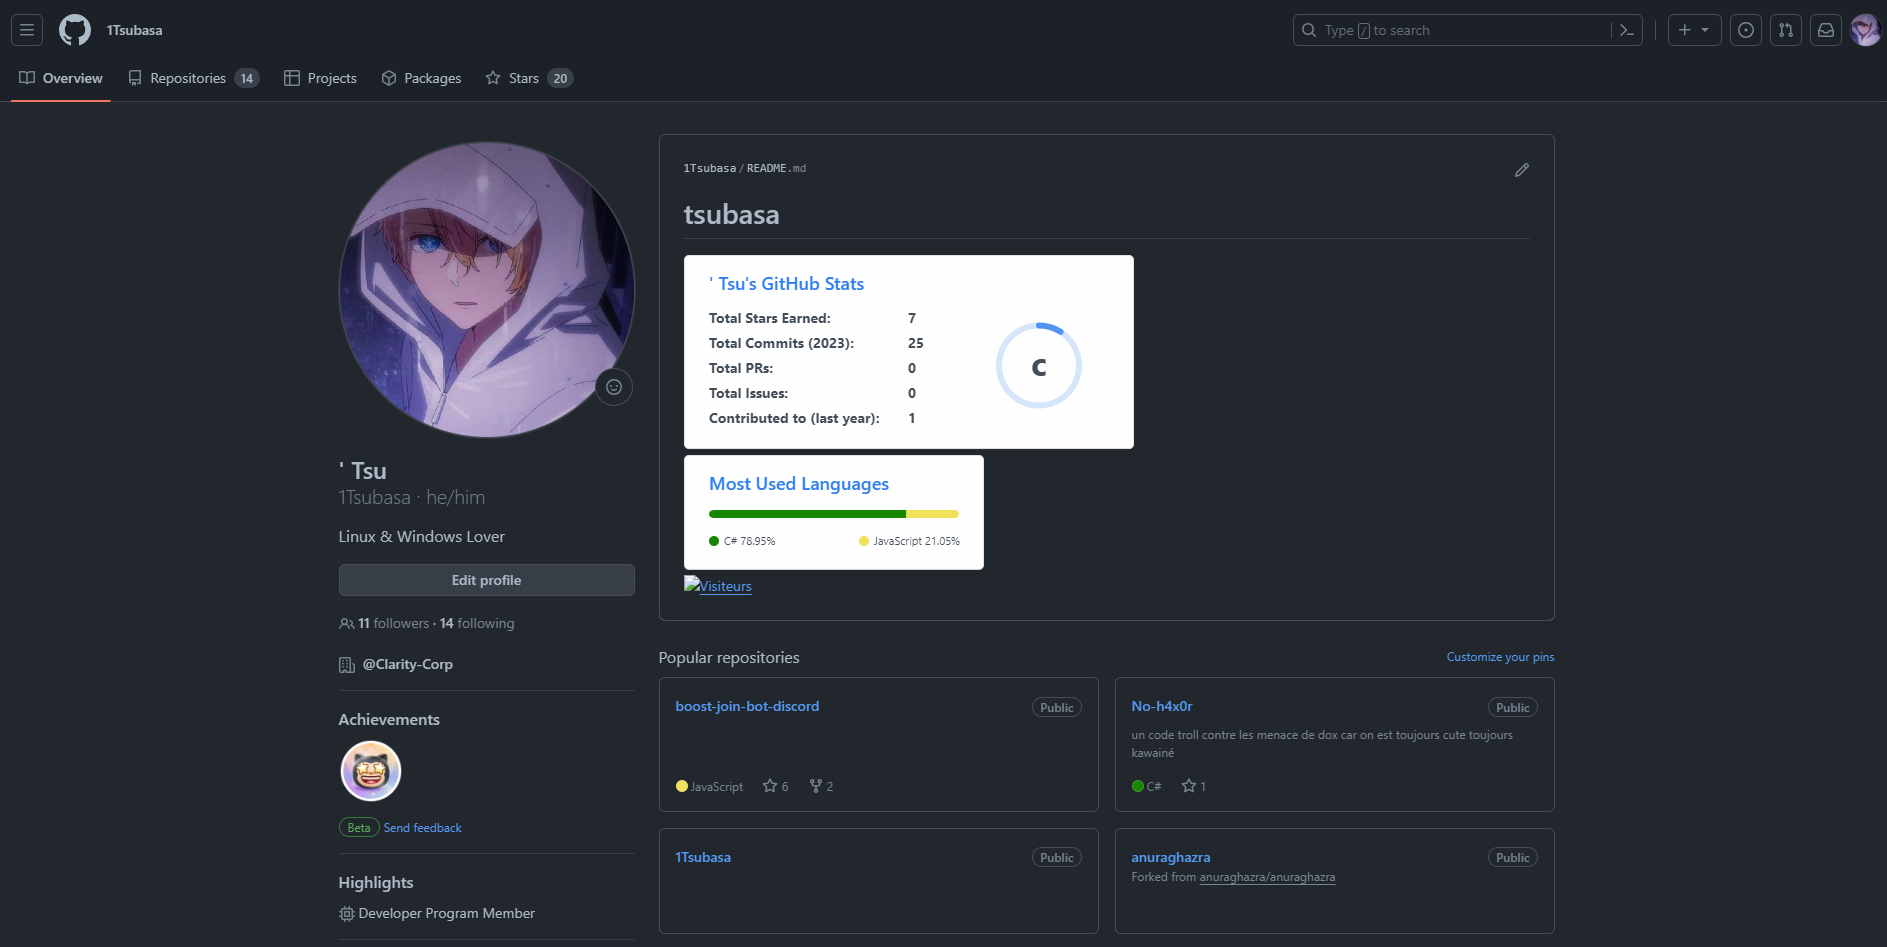 1Tsubasa
Type / to search
Overview
Repositories 14
Projects
Packages
Stars 20
' Tsu
1Tsubasa · he/him
Linux & Windows Lover
Edit profile
11 followers · 14 following
@Clarity-Corp
Achievements
Beta Send feedback
Highlights
Developer Program Member
1Tsubasa / README.md
tsubasa
' Tsu's GitHub Stats
Total Stars Earned: 7
Total Commits (2023): 25
Total PRs: 0
Total Issues: 0
Contributed to (last year): 1
C
Most Used Languages
C# 78.95%
JavaScript 21.05%
Visiteurs
Popular repositories
Customize your pins
boost-join-bot-discord
Public
JavaScript 6 2
No-h4x0r
Public
un code troll contre les menace de dox car on est toujours cute toujours
kawainé
C# 1
1Tsubasa
Public
anuraghazra
Public
Forked from anuraghazra/anuraghazra